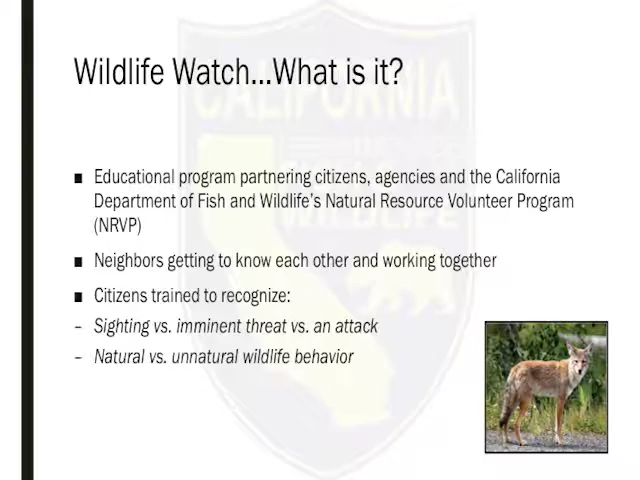 Wildlife Watch...What is it?
■ Educational program partnering citizens, agencies and the California
Department of Fish and Wildlife's Natural Resource Volunteer Program
(NRVP)
■ Neighbors getting to know each other and working together
■ Citizens trained to recognize:
– Sighting vs. imminent threat vs. an attack
– Natural vs. unnatural wildlife behavior
CALIFORNIA
WILDLIFE